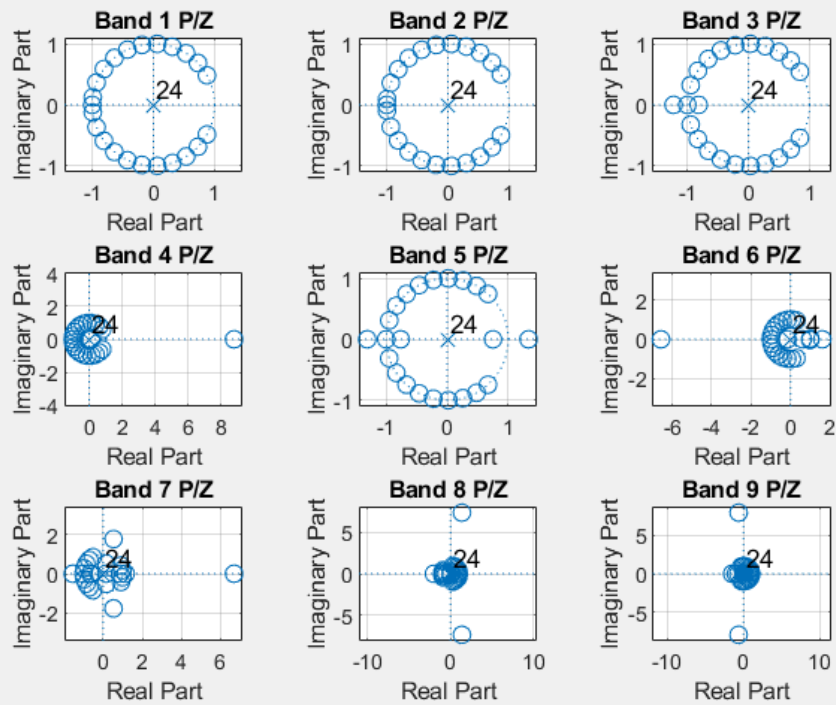 Band 1 P/Z
Imaginary Part
1
0
-1
24
-1 0 1
Real Part
Band 2 P/Z
Imaginary Part
1
0
-1
24
-1 0 1
Real Part
Band 3 P/Z
Imaginary Part
1
0
-1
24
-1 0 1
Real Part
Band 4 P/Z
Imaginary Part
4
2
0
-2
-4
24
0 2 4 6 8
Real Part
Band 5 P/Z
Imaginary Part
1
0
-1
24
-1 0 1
Real Part
Band 6 P/Z
Imaginary Part
2
0
-2
24
-6 -4 -2 0 2
Real Part
Band 7 P/Z
Imaginary Part
2
0
-2
24
0 2 4 6
Real Part
Band 8 P/Z
Imaginary Part
5
0
-5
24
-10 0 10
Real Part
Band 9 P/Z
Imaginary Part
5
0
-5
24
-10 0 10
Real Part